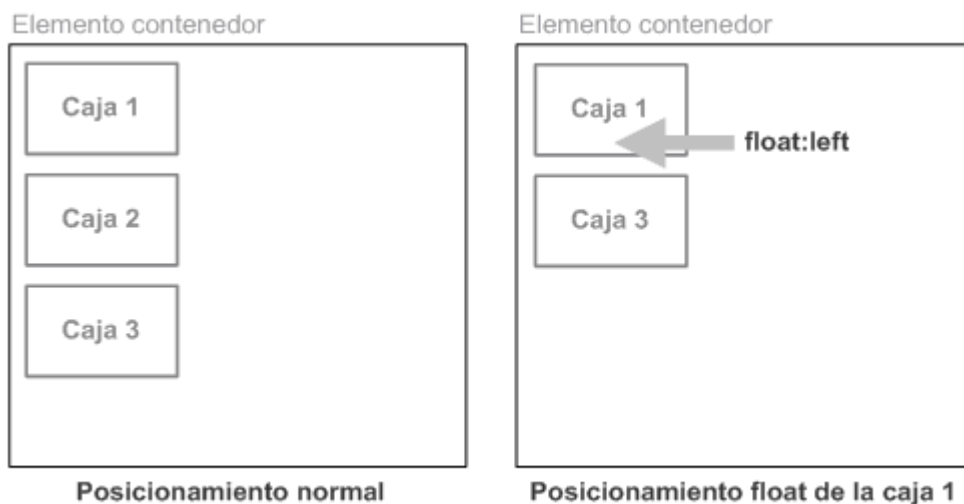 Elemento contenedor
Caja 1
Caja 2
Caja 3
Posicionamiento normal
Elemento contenedor
Caja 1
float:left
Caja 3
Posicionamiento float de la caja 1